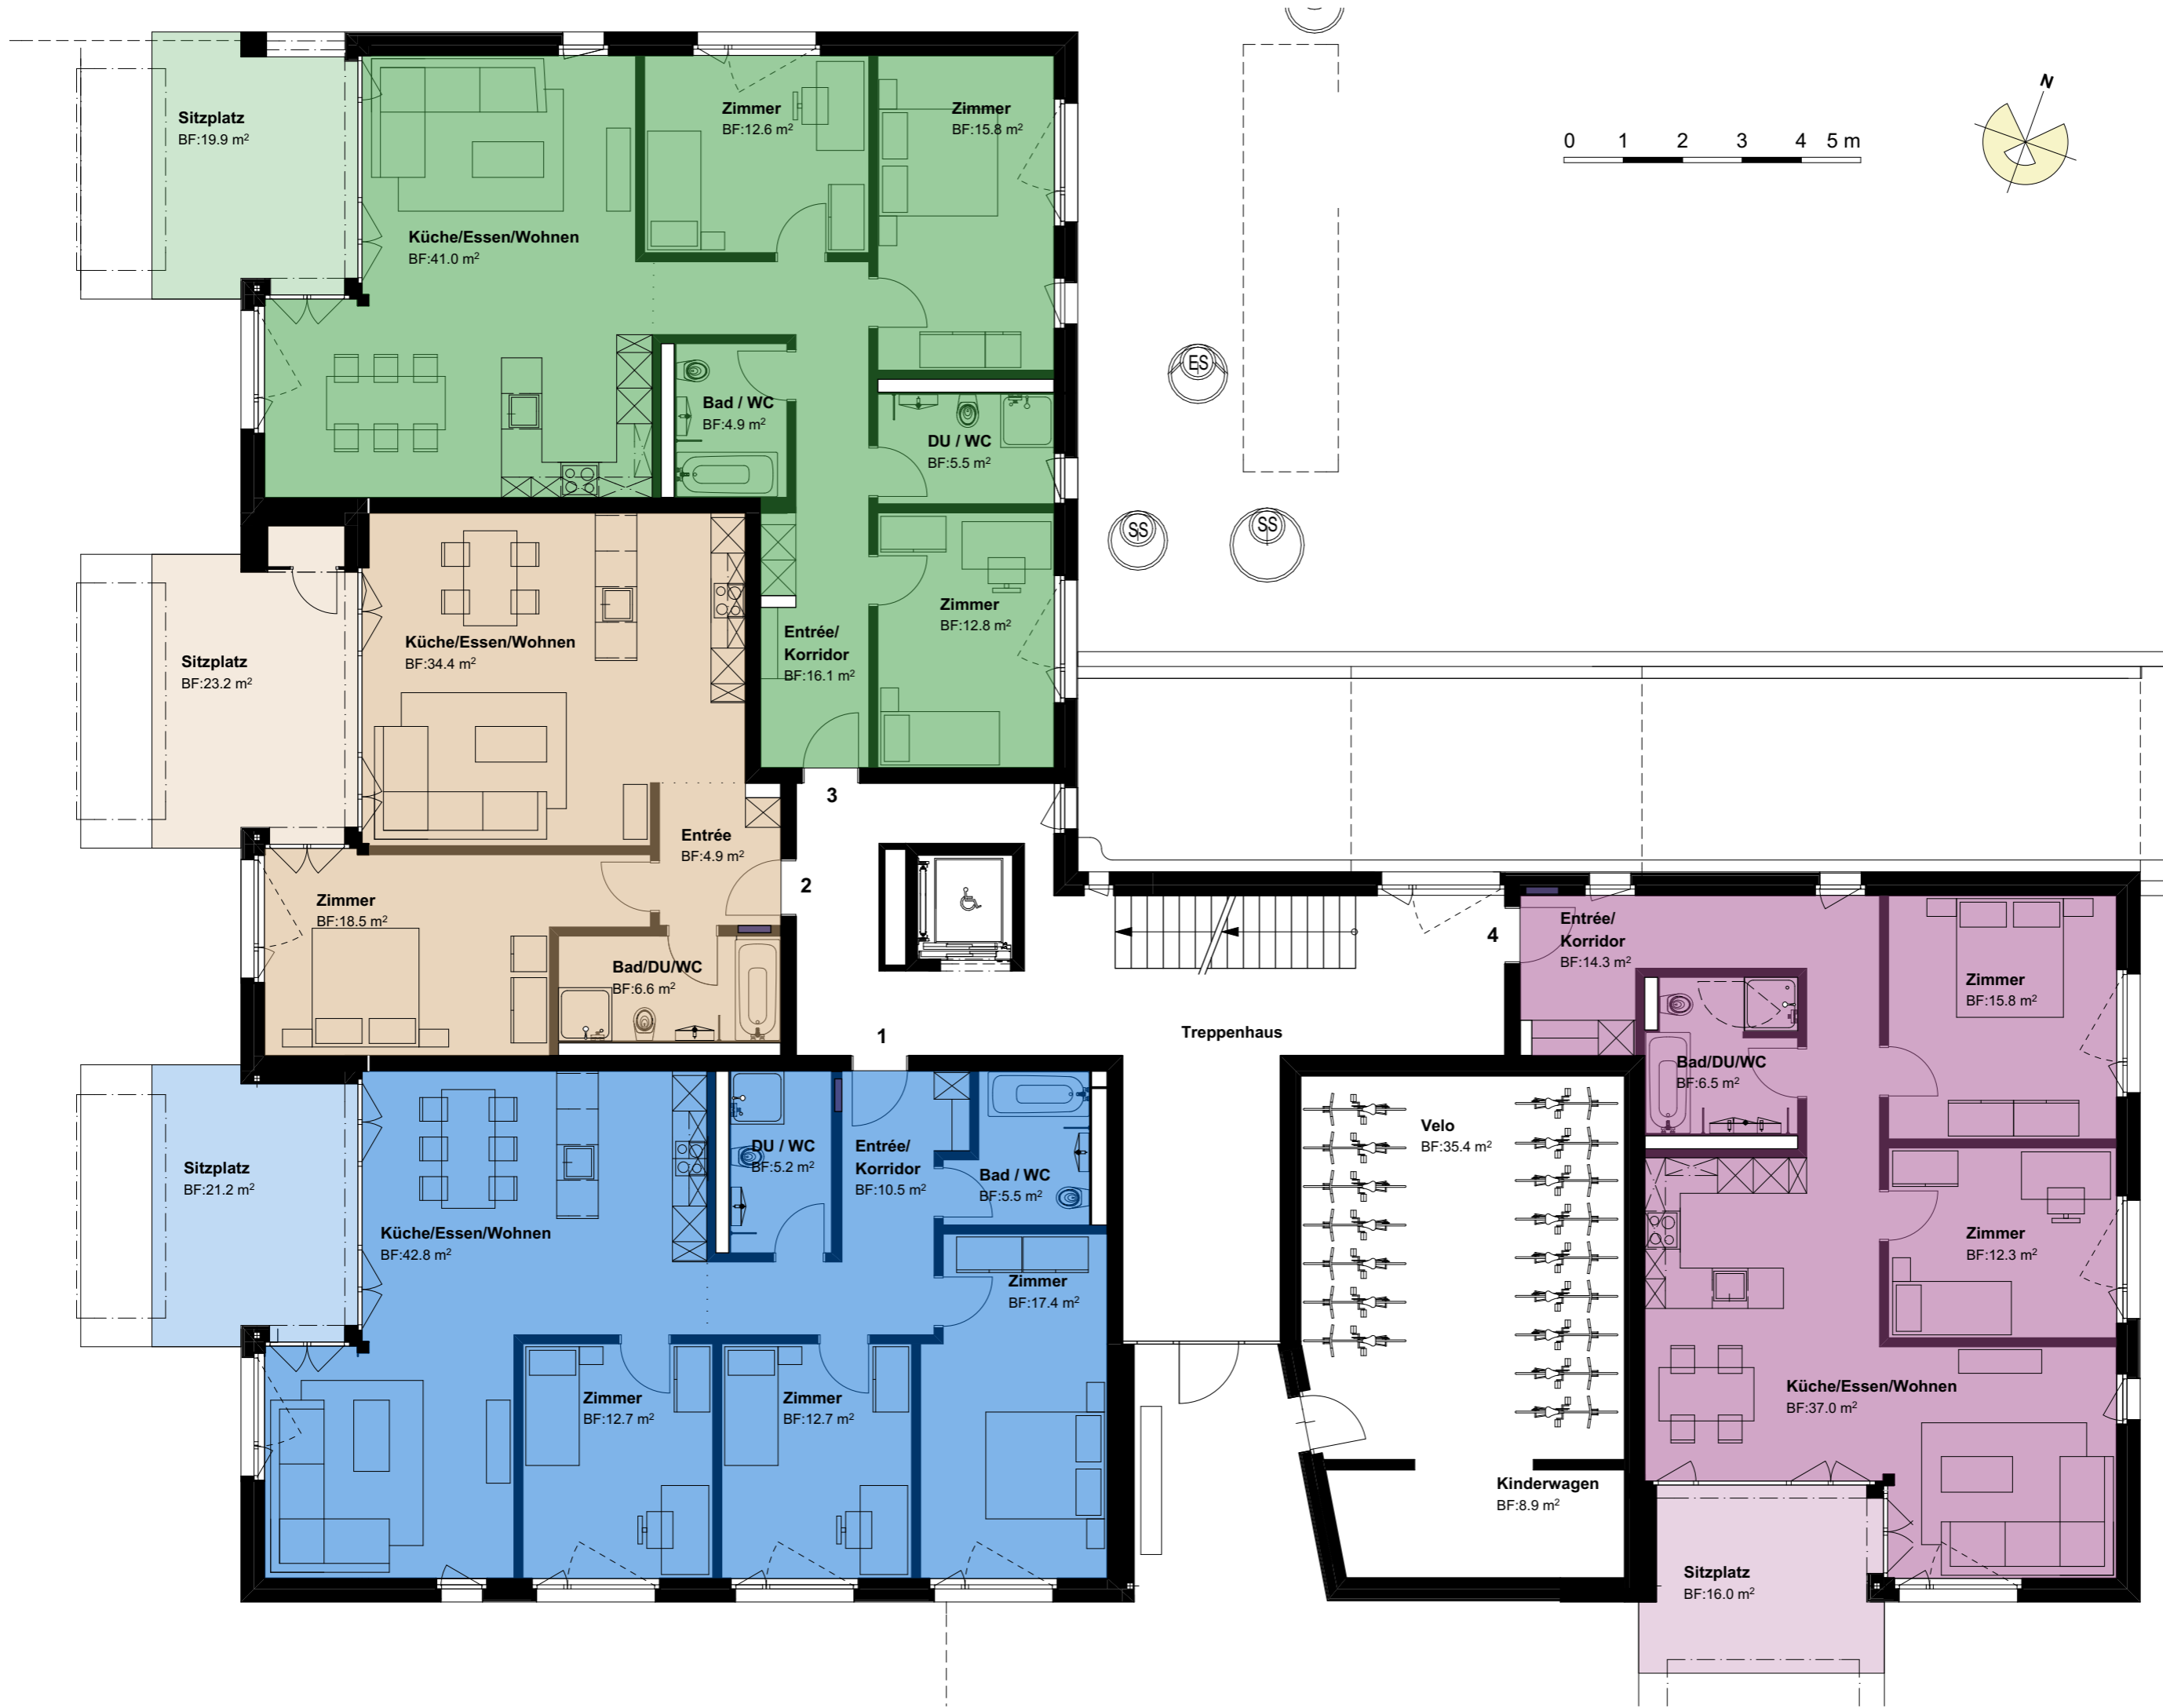 Sitzplatz
BF:19.9 m²
Küche/Essen/Wohnen
BF:41.0 m²
Zimmer
BF:12.6 m²
Zimmer
BF:15.8 m²
0 1 2 3 4 5 m
N
Bad / WC
BF:4.9 m²
DU / WC
BF:5.5 m²
ES
SS
SS
Zimmer
BF:12.8 m²
Entrée/
Korridor
BF:16.1 m²
3
Sitzplatz
BF:23.2 m²
Küche/Essen/Wohnen
BF:34.4 m²
Entrée
BF:4.9 m²
2
Zimmer
BF:18.5 m²
Bad/DU/WC
BF:6.6 m²
1
Treppenhaus
4
Entrée/
Korridor
BF:14.3 m²
Zimmer
BF:15.8 m²
Bad/DU/WC
BF:6.5 m²
Sitzplatz
BF:21.2 m²
Küche/Essen/Wohnen
BF:42.8 m²
DU / WC
BF:5.2 m²
Entrée/
Korridor
BF:10.5 m²
Bad / WC
BF:5.5 m²
Zimmer
BF:17.4 m²
Zimmer
BF:12.7 m²
Zimmer
BF:12.7 m²
Velo
BF:35.4 m²
Kinderwagen
BF:8.9 m²
Zimmer
BF:12.3 m²
Küche/Essen/Wohnen
BF:37.0 m²
Sitzplatz
BF:16.0 m²